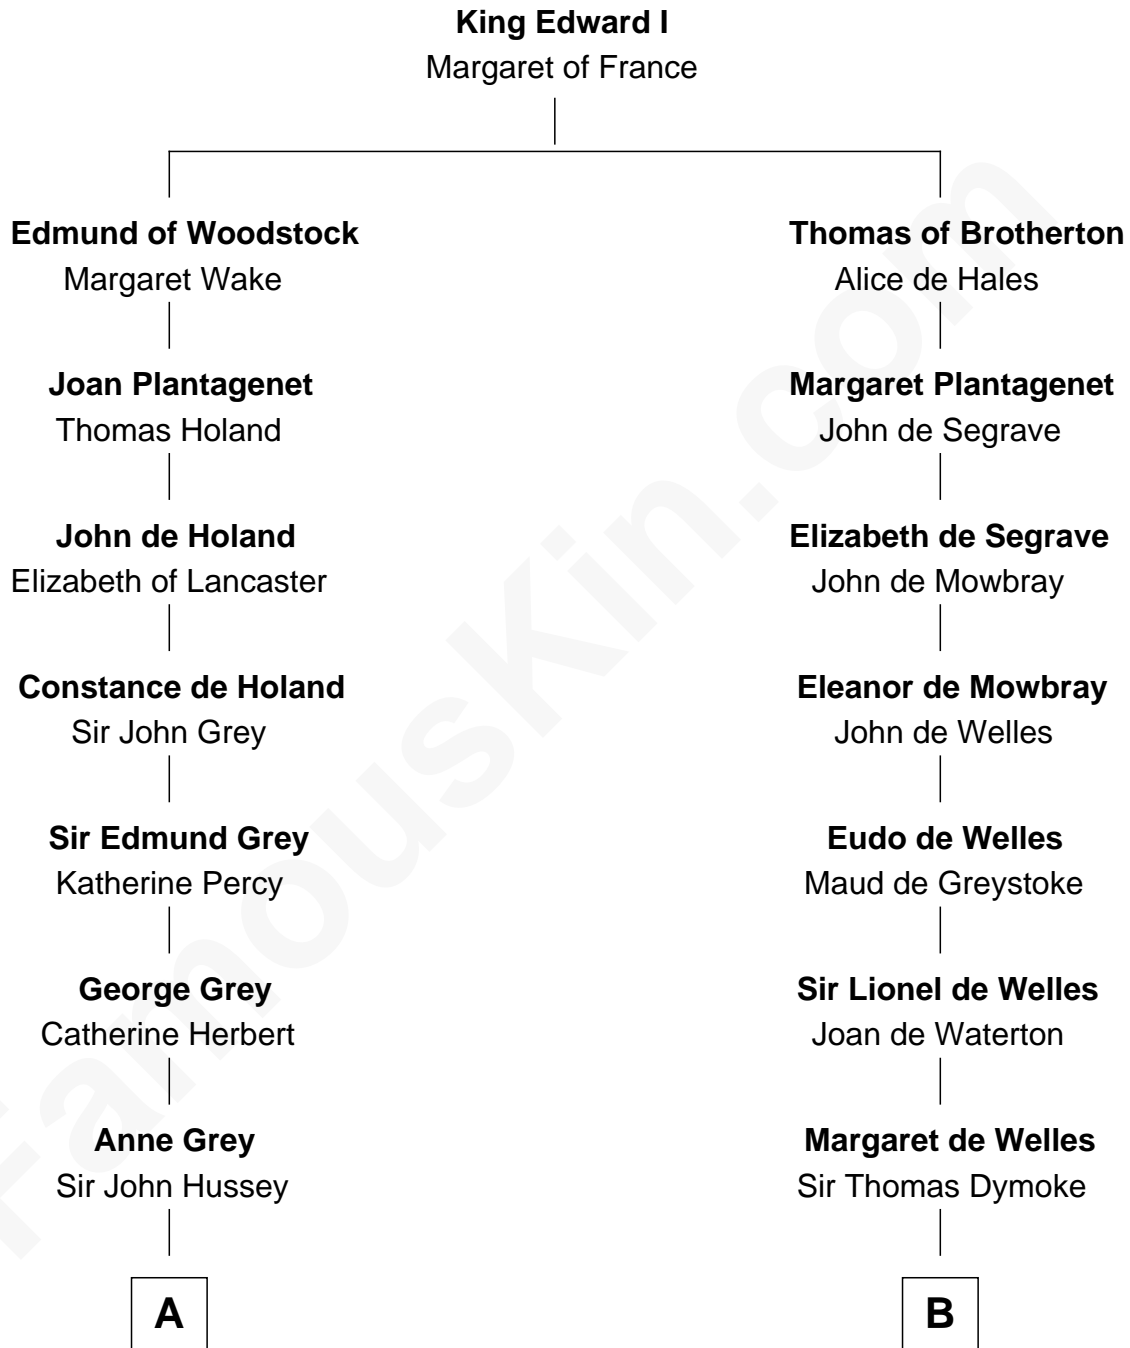 King Edward I
Margaret of France
Edmund of Woodstock
Margaret Wake
Thomas of Brotherton
Alice de Hales
Joan Plantagenet
Thomas Holand
Margaret Plantagenet
John de Segrave
John de Holand
Elizabeth of Lancaster
Elizabeth de Segrave
John de Mowbray
Constance de Holand
Sir John Grey
Eleanor de Mowbray
John de Welles
Sir Edmund Grey
Katherine Percy
Eudo de Welles
Maud de Greystoke
George Grey
Catherine Herbert
Sir Lionel de Welles
Joan de Waterton
Anne Grey
Sir John Hussey
Margaret de Welles
Sir Thomas Dymoke
A
B
FamousKin.com